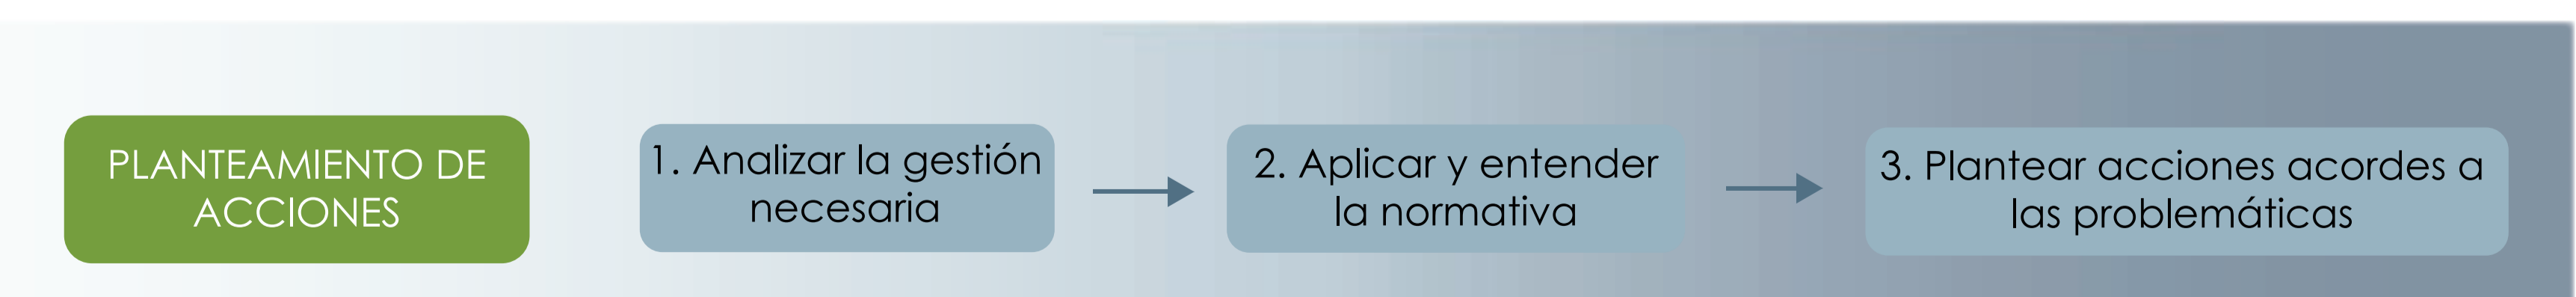 PLANTEAMIENTO DE
ACCIONES
1. Analizar la gestión
necesaria
2. Aplicar y entender
la normativa
3. Plantear acciones acordes a
las problemáticas